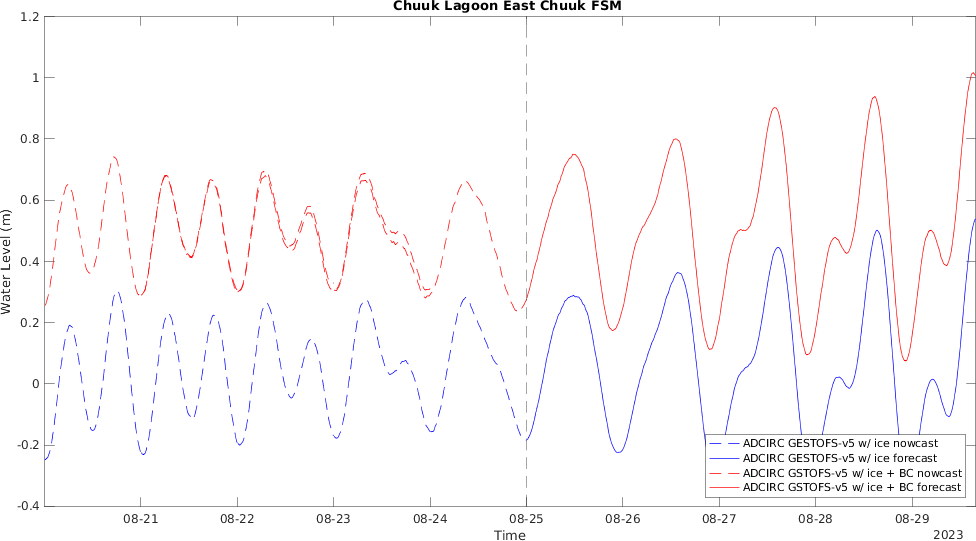 Chuuk Lagoon East Chuuk FSM
1.2
1
0.8
0.6
0.4
0.2
0
-0.2
-0.4
Water Level (m)
08-21 08-22 08-23 08-24 08-25 08-26 08-27 08-28 08-29
Time
2023
ADCIRC GESTOFS-v5 w/ ice nowcast
ADCIRC GESTOFS-v5 w/ ice forecast
ADCIRC GSTOFS-v5 w/ ice + BC nowcast
ADCIRC GSTOFS-v5 w/ ice + BC forecast